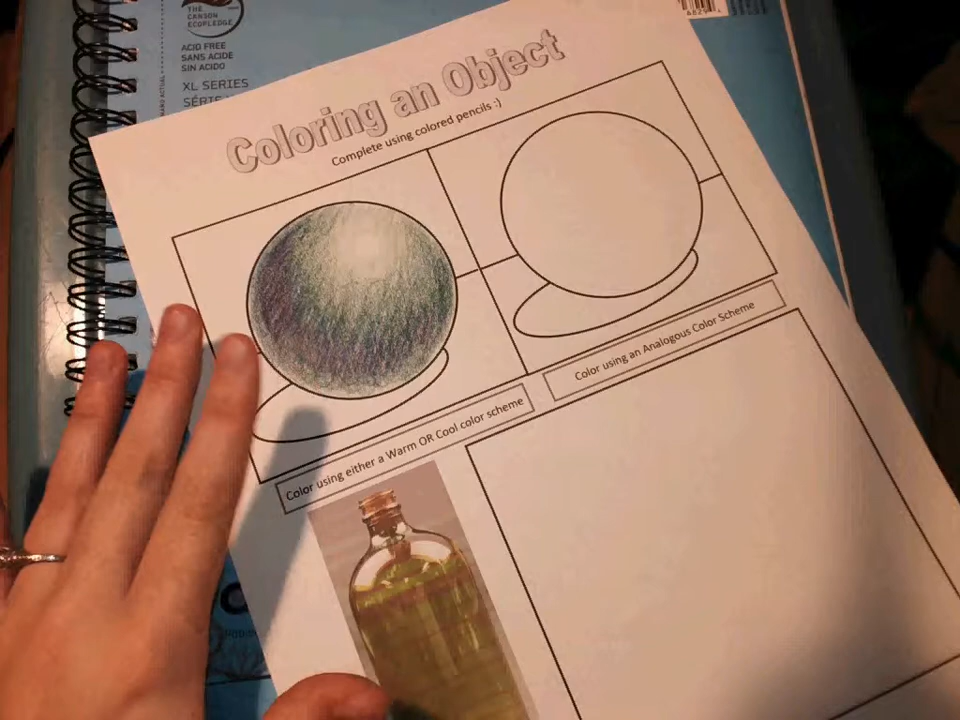 THE
CANSON
ECOPLEDGE
ACID FREE
SANS ACIDE
SIN ACIDO
XL SERIES
SÉRIE
Coloring an Object
Complete using colored pencils :)
Color using an Analogous Color Scheme
Color using either a Warm OR Cool color scheme